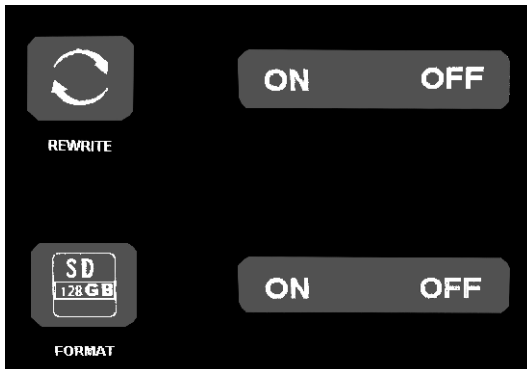 ON OFF
REWRITE
SD
128GB
ON OFF
FORMAT